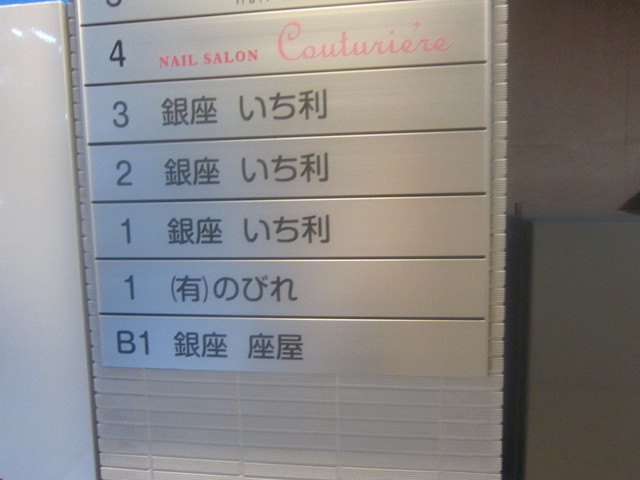 4 NAIL SALON Couturière
3 銀座 いち利
2 銀座 いち利
1 銀座 いち利
1 (有)のびれ
B1 銀座 座屋